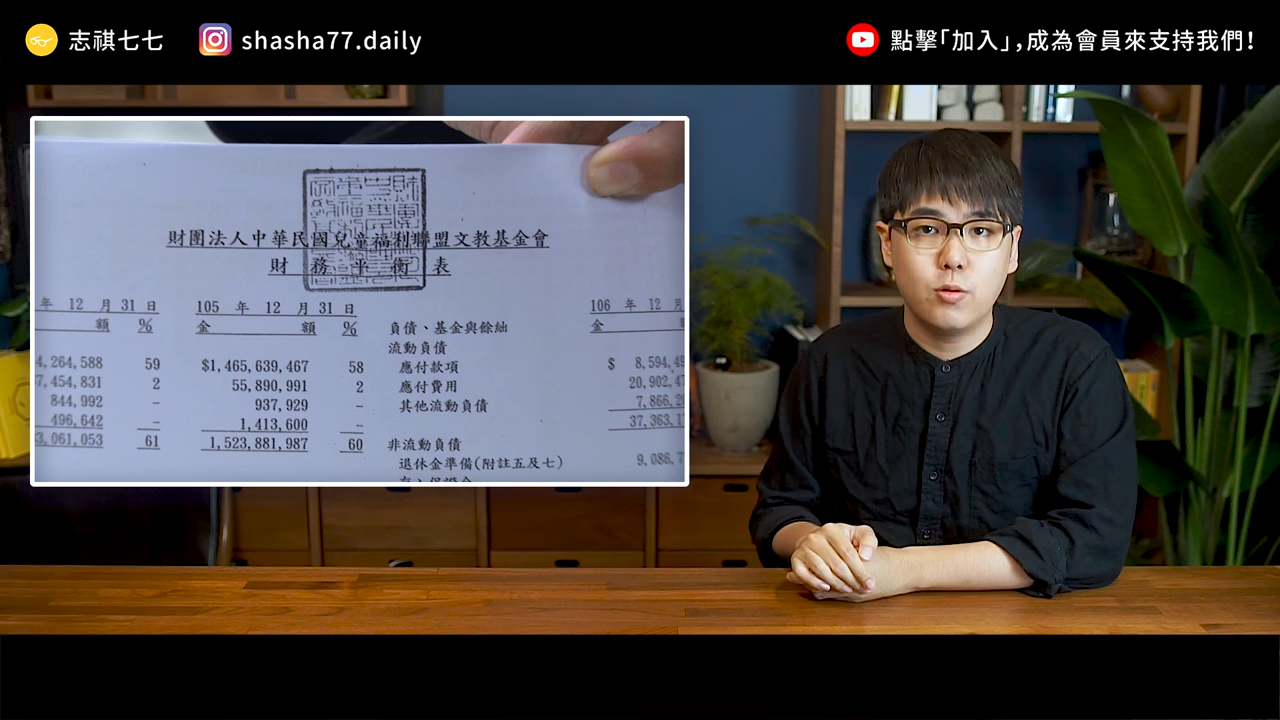 志祺七七
shasha77.daily
點擊「加入」,成為會員來支持我們!
財團法人中華民國兒童福利聯盟文教基金會
財務平衡表
年 12 月 31 日
105 年 12 月 31 日
106 年 12 月
額 %
金 額 %
負債、基金與餘絀
金
流動負債
4,264,588 59
$1,465,639,467 58
應付款項
$ 8,594,49
7,454,831 2
55,890,991 2
應付費用
20,902,47
844,992 -
937,929 -
其他流動負債
7,866,20
496,642 -
1,413,600 -
37,363,1
3,061,053 61
1,523,881,987 60
非流動負債
退休金準備(附註五及七)
9,086,7